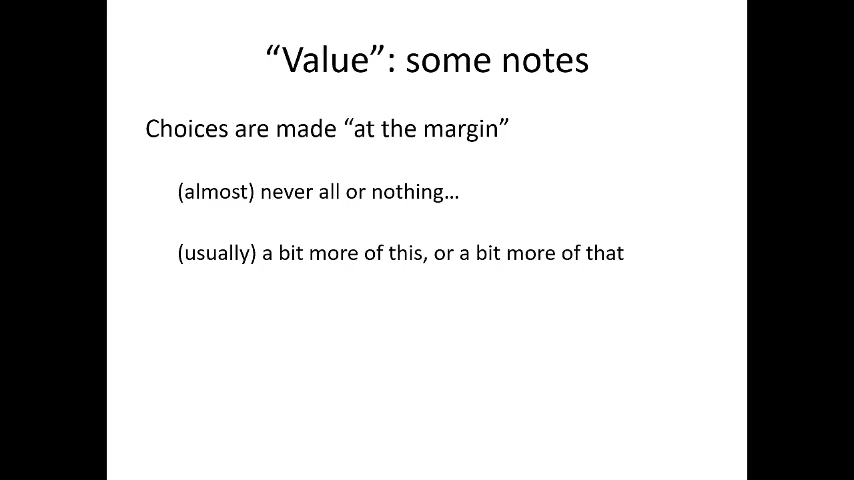 “Value”: some notes
Choices are made “at the margin”
(almost) never all or nothing…
(usually) a bit more of this, or a bit more of that